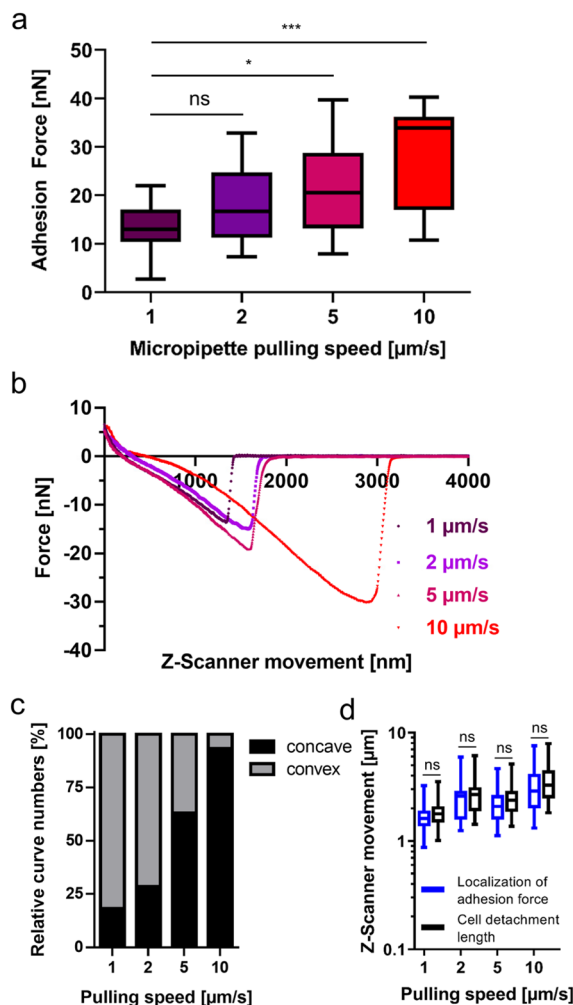 a
***
*
ns
50
40
30
20
10
0
Adhesion Force [nN]
1 2 5 10
Micropipette pulling speed [µm/s]
b
10
0
-10
-20
-30
-40
Force [nN]
1000 2000 3000 4000
1 µm/s
2 µm/s
5 µm/s
10 µm/s
Z-Scanner movement [nm]
c
100
75
50
25
0
Relative curve numbers [%]
concave
convex
1 2 5 10
Pulling speed [µm/s]
d
ns ns ns ns
10
1
0.1
Z-Scanner movement [µm]
Localization of
adhesion force
Cell detachment
length
1 2 5 10
Pulling speed [µm/s]